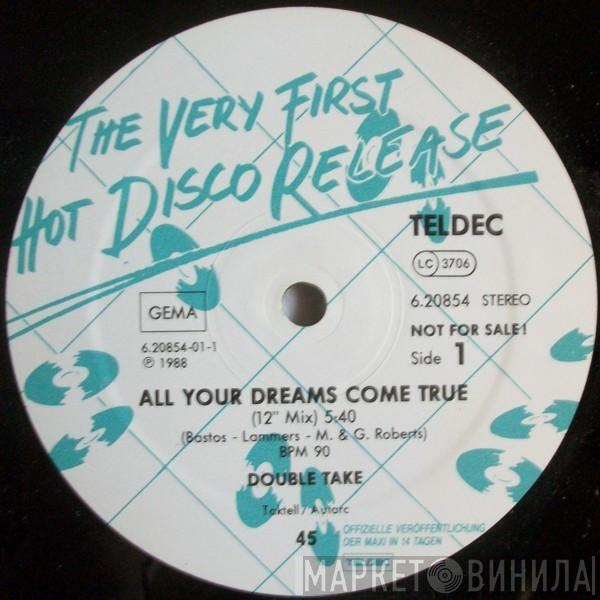 THE VERY FIRST
HOT DISCO RELEASE
TELDEC
LC 3706
GEMA
6.20854 STEREO
6.20854-01-1
NOT FOR SALE!
℗ 1988
Side 1
ALL YOUR DREAMS COME TRUE
(12" Mix) 5:40
(Bastos - Lammers - M. & G. Roberts)
BPM 90
DOUBLE TAKE
Taktell / Autarc
45
OFFIZIELLE VERÖFFENTLICHUNG
DER MAXI IN 14 TAGEN
МАРКЕТ ВИНИЛА